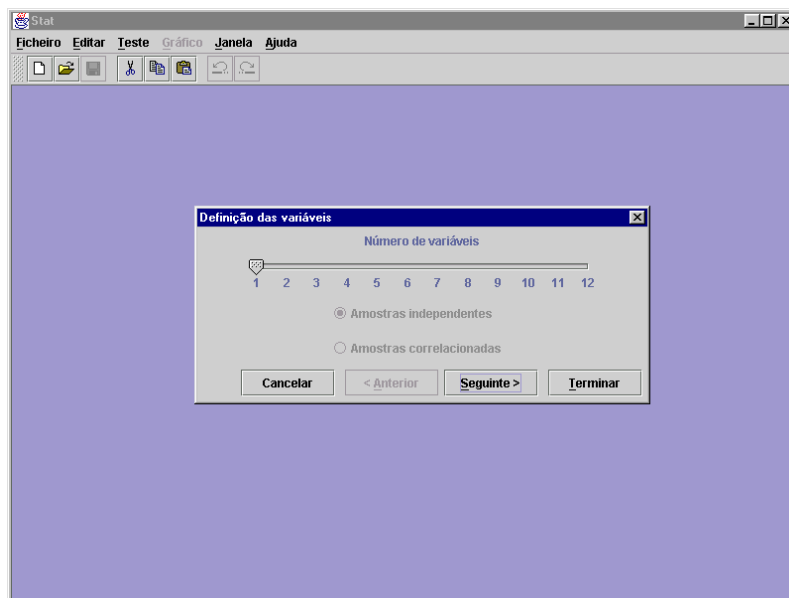 Stat
Ficheiro Editar Teste Gráfico Janela Ajuda
Definição das variáveis
Número de variáveis
1 2 3 4 5 6 7 8 9 10 11 12
Amostras independentes
Amostras correlacionadas
Cancelar < Anterior Seguinte > Terminar